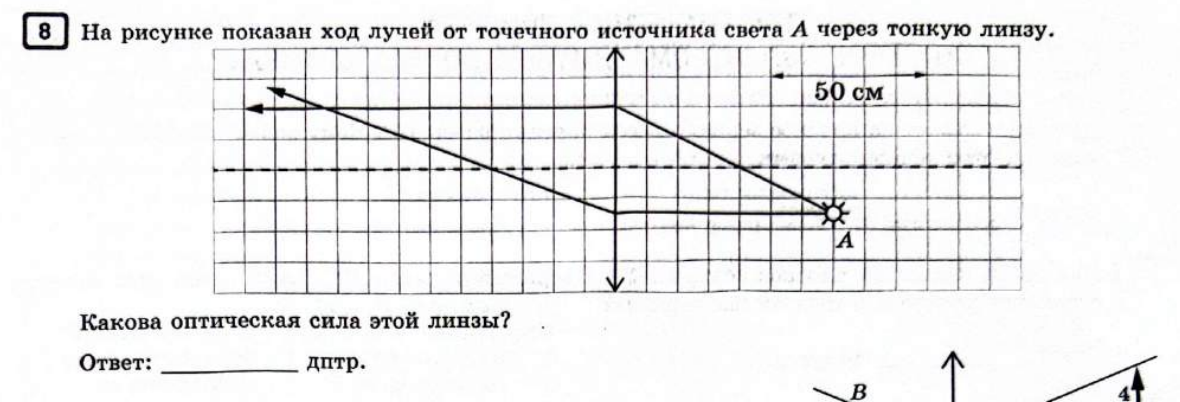 8 На рисунке показан ход лучей от точечного источника света А через тонкую линзу.
50 см
А
Какова оптическая сила этой линзы?
Ответ: ____________ дптр.
В
4